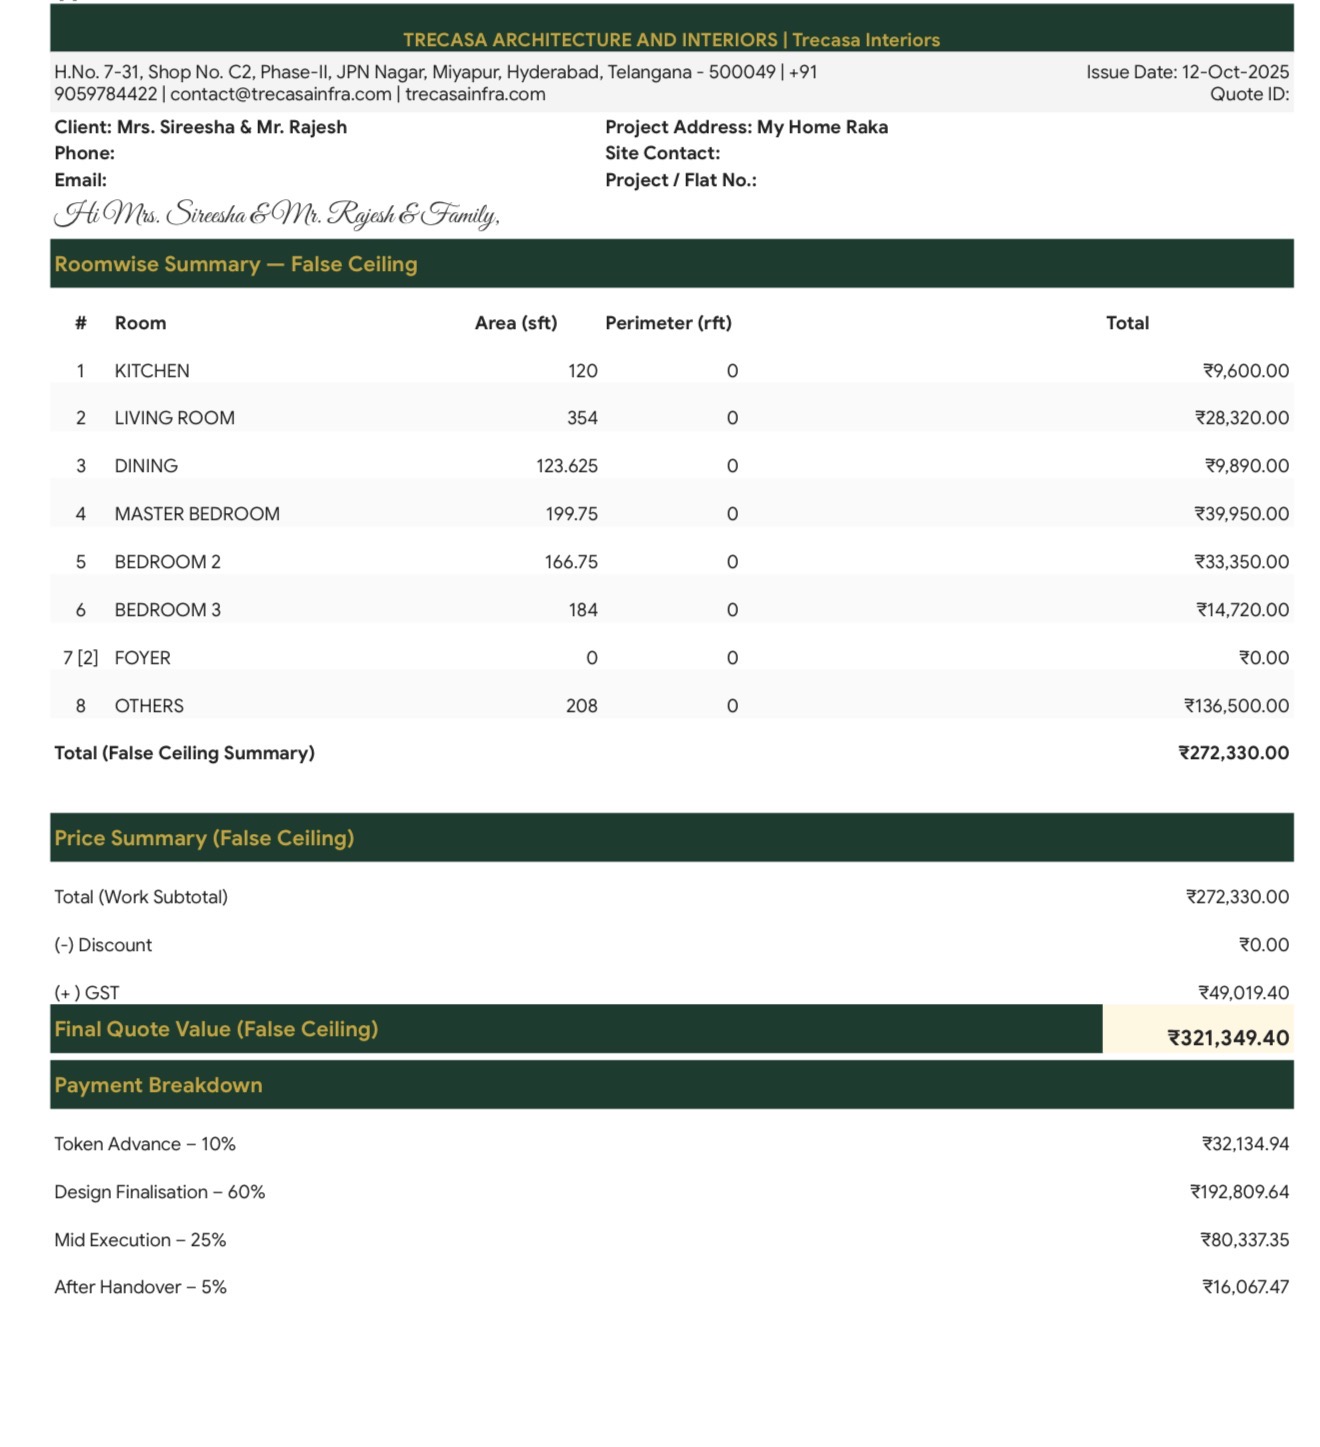 TRECASA ARCHITECTURE AND INTERIORS | Trecasa Interiors
H.No. 7-31, Shop No. C2, Phase-II, JPN Nagar, Miyapur, Hyderabad, Telangana - 500049 | +91
9059784422 | contact@trecasainfra.com | trecasainfra.com
Issue Date: 12-Oct-2025
Quote ID:
Client: Mrs. Sireesha & Mr. Rajesh
Project Address: My Home Raka
Phone:
Site Contact:
Email:
Project / Flat No.:
Hi Mrs. Sireesha & Mr. Rajesh & Family,
Roomwise Summary — False Ceiling
# Room Area (sft) Perimeter (rft) Total
1 KITCHEN 120 0 ₹9,600.00
2 LIVING ROOM 354 0 ₹28,320.00
3 DINING 123.625 0 ₹9,890.00
4 MASTER BEDROOM 199.75 0 ₹39,950.00
5 BEDROOM 2 166.75 0 ₹33,350.00
6 BEDROOM 3 184 0 ₹14,720.00
7 [2] FOYER 0 0 ₹0.00
8 OTHERS 208 0 ₹136,500.00
Total (False Ceiling Summary) ₹272,330.00
Price Summary (False Ceiling)
Total (Work Subtotal) ₹272,330.00
(-) Discount ₹0.00
(+ ) GST ₹49,019.40
Final Quote Value (False Ceiling) ₹321,349.40
Payment Breakdown
Token Advance – 10% ₹32,134.94
Design Finalisation – 60% ₹192,809.64
Mid Execution – 25% ₹80,337.35
After Handover – 5% ₹16,067.47